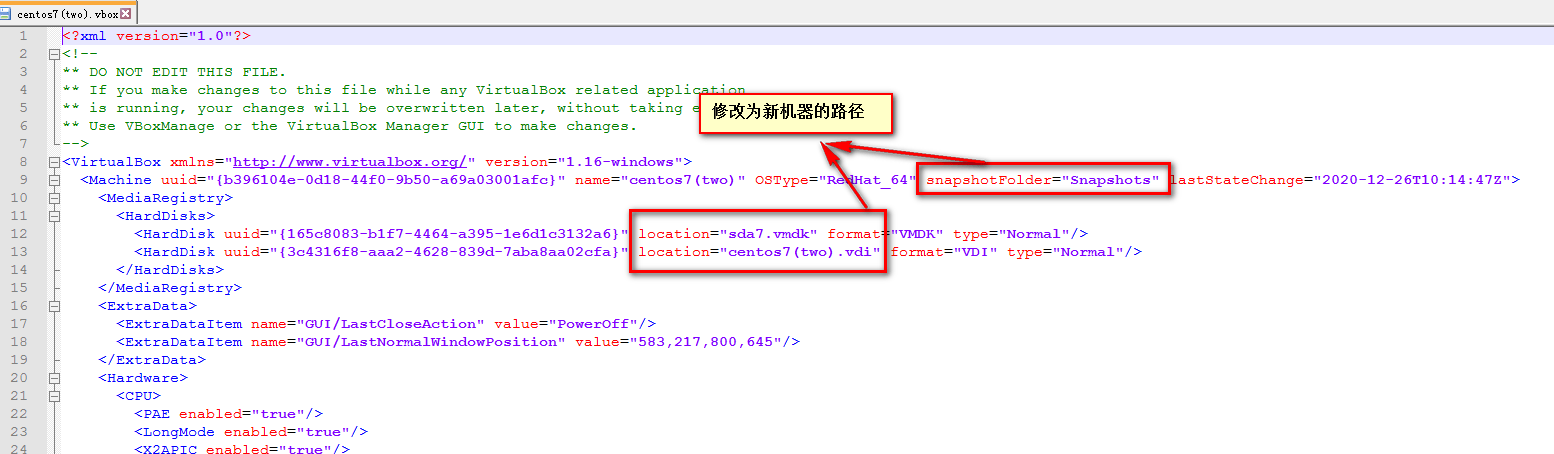 centos7(two).vbox
1 <?xml version="1.0"?>
2 <!--
3 ** DO NOT EDIT THIS FILE.
4 ** If you make changes to this file while any VirtualBox related application
5 ** is running, your changes will be overwritten later, without taking
修改为新机器的路径
6 ** Use VBoxManage or the VirtualBox Manager GUI to make changes.
7 -->
8 <VirtualBox xmlns="http://www.virtualbox.org/" version="1.16-windows">
9 <Machine uuid="{b396104e-0d18-44f0-9b50-a69a03001afc}" name="centos7(two)" OSType="RedHat_64" snapshotFolder="Snapshots" lastStateChange="2020-12-26T10:14:47Z">
10 <MediaRegistry>
11 <HardDisks>
12 <HardDisk uuid="{165c8083-b1f7-4464-a395-1e6d1c3132a6}" location="sda7.vmdk" format="VMDK" type="Normal"/>
13 <HardDisk uuid="{3c4316f8-aaa2-4628-839d-7aba8aa02cfa}" location="centos7(two).vdi" format="VDI" type="Normal"/>
14 </HardDisks>
15 </MediaRegistry>
16 <ExtraData>
17 <ExtraDataItem name="GUI/LastCloseAction" value="PowerOff"/>
18 <ExtraDataItem name="GUI/LastNormalWindowPosition" value="583,217,800,645"/>
19 </ExtraData>
20 <Hardware>
21 <CPU>
22 <PAE enabled="true"/>
23 <LongMode enabled="true"/>
24 <X2APIC enabled="true"/>